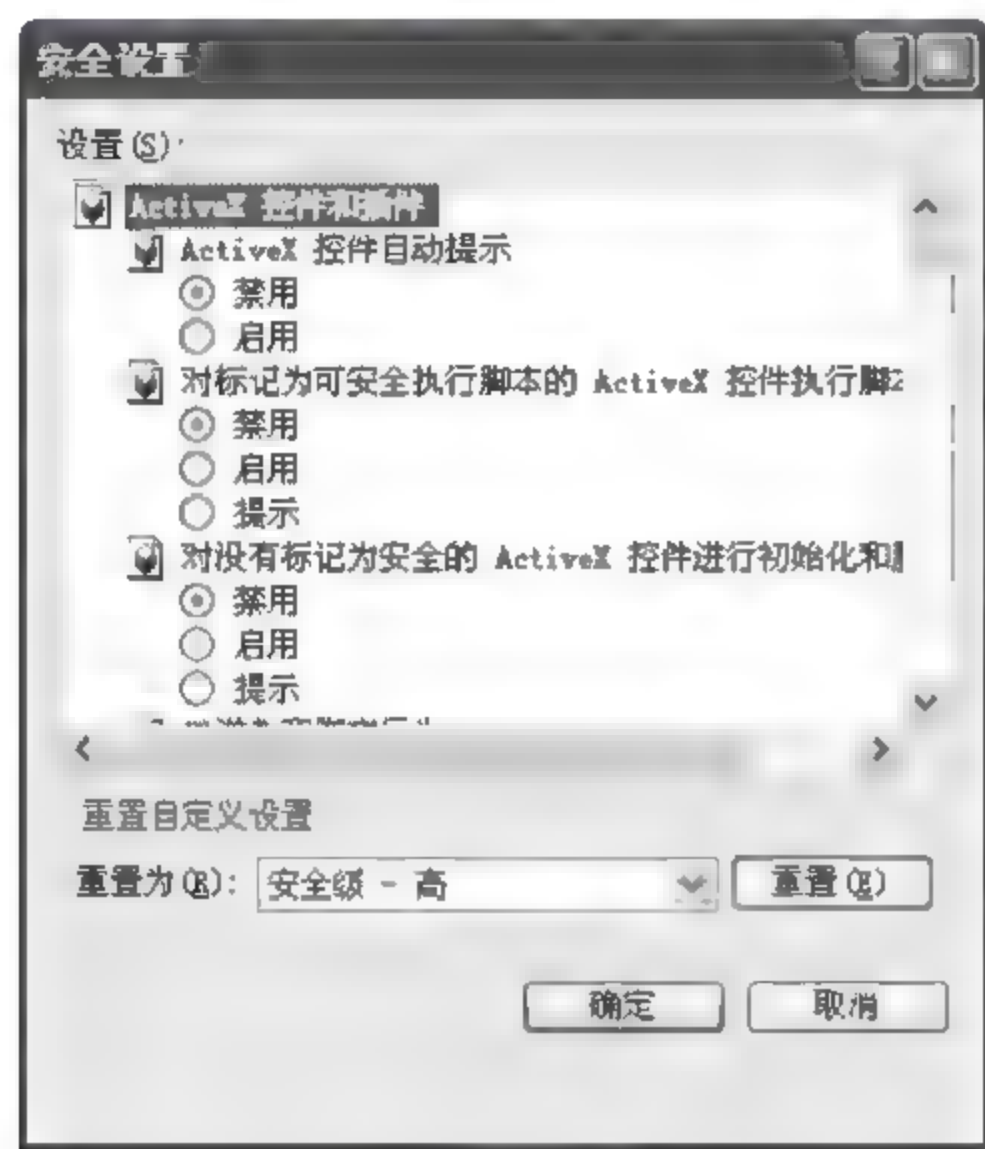 安全设置
设置(S):
ActiveX 控件和插件
ActiveX 控件自动提示
禁用
启用
对标记为可安全执行脚本的 ActiveX 控件执行脚
禁用
启用
提示
对没有标记为安全的 ActiveX 控件进行初始化和
禁用
启用
提示
重置自定义设置
重置为(R): 安全级 - 高 重置(E)
确定 取消